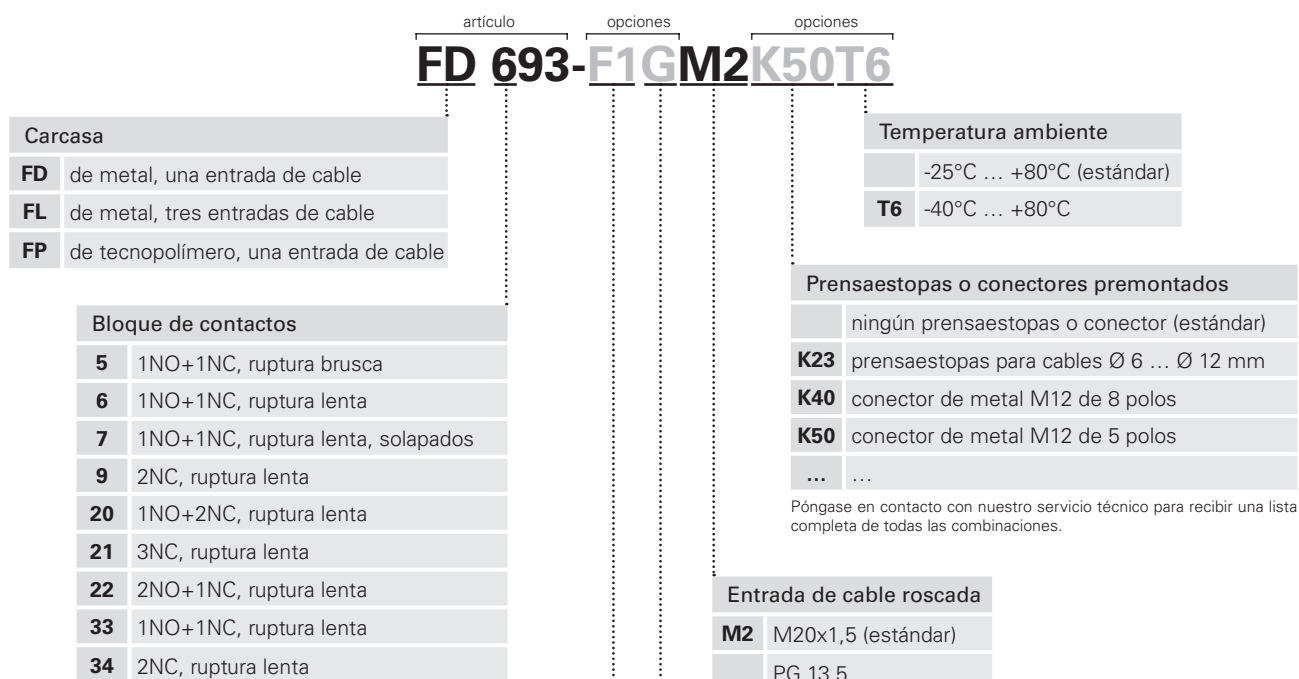 artículo opciones opciones
FD 693-F1GM2K50T6
Carcasa
FD de metal, una entrada de cable
FL de metal, tres entradas de cable
FP de tecnopolímero, una entrada de cable
Bloque de contactos
5 1NO+1NC, ruptura brusca
6 1NO+1NC, ruptura lenta
7 1NO+1NC, ruptura lenta, solapados
9 2NC, ruptura lenta
20 1NO+2NC, ruptura lenta
21 3NC, ruptura lenta
22 2NO+1NC, ruptura lenta
33 1NO+1NC, ruptura lenta
34 2NC, ruptura lenta
Temperatura ambiente
-25°C … +80°C (estándar)
T6 -40°C … +80°C
Prensaestopas o conectores premontados
ningún prensaestopas o conector (estándar)
K23 prensaestopas para cables Ø 6 … Ø 12 mm
K40 conector de metal M12 de 8 polos
K50 conector de metal M12 de 5 polos
… …
Póngase en contacto con nuestro servicio técnico para recibir una lista
completa de todas las combinaciones.
Entrada de cable roscada
M2 M20x1,5 (estándar)
PG 13,5